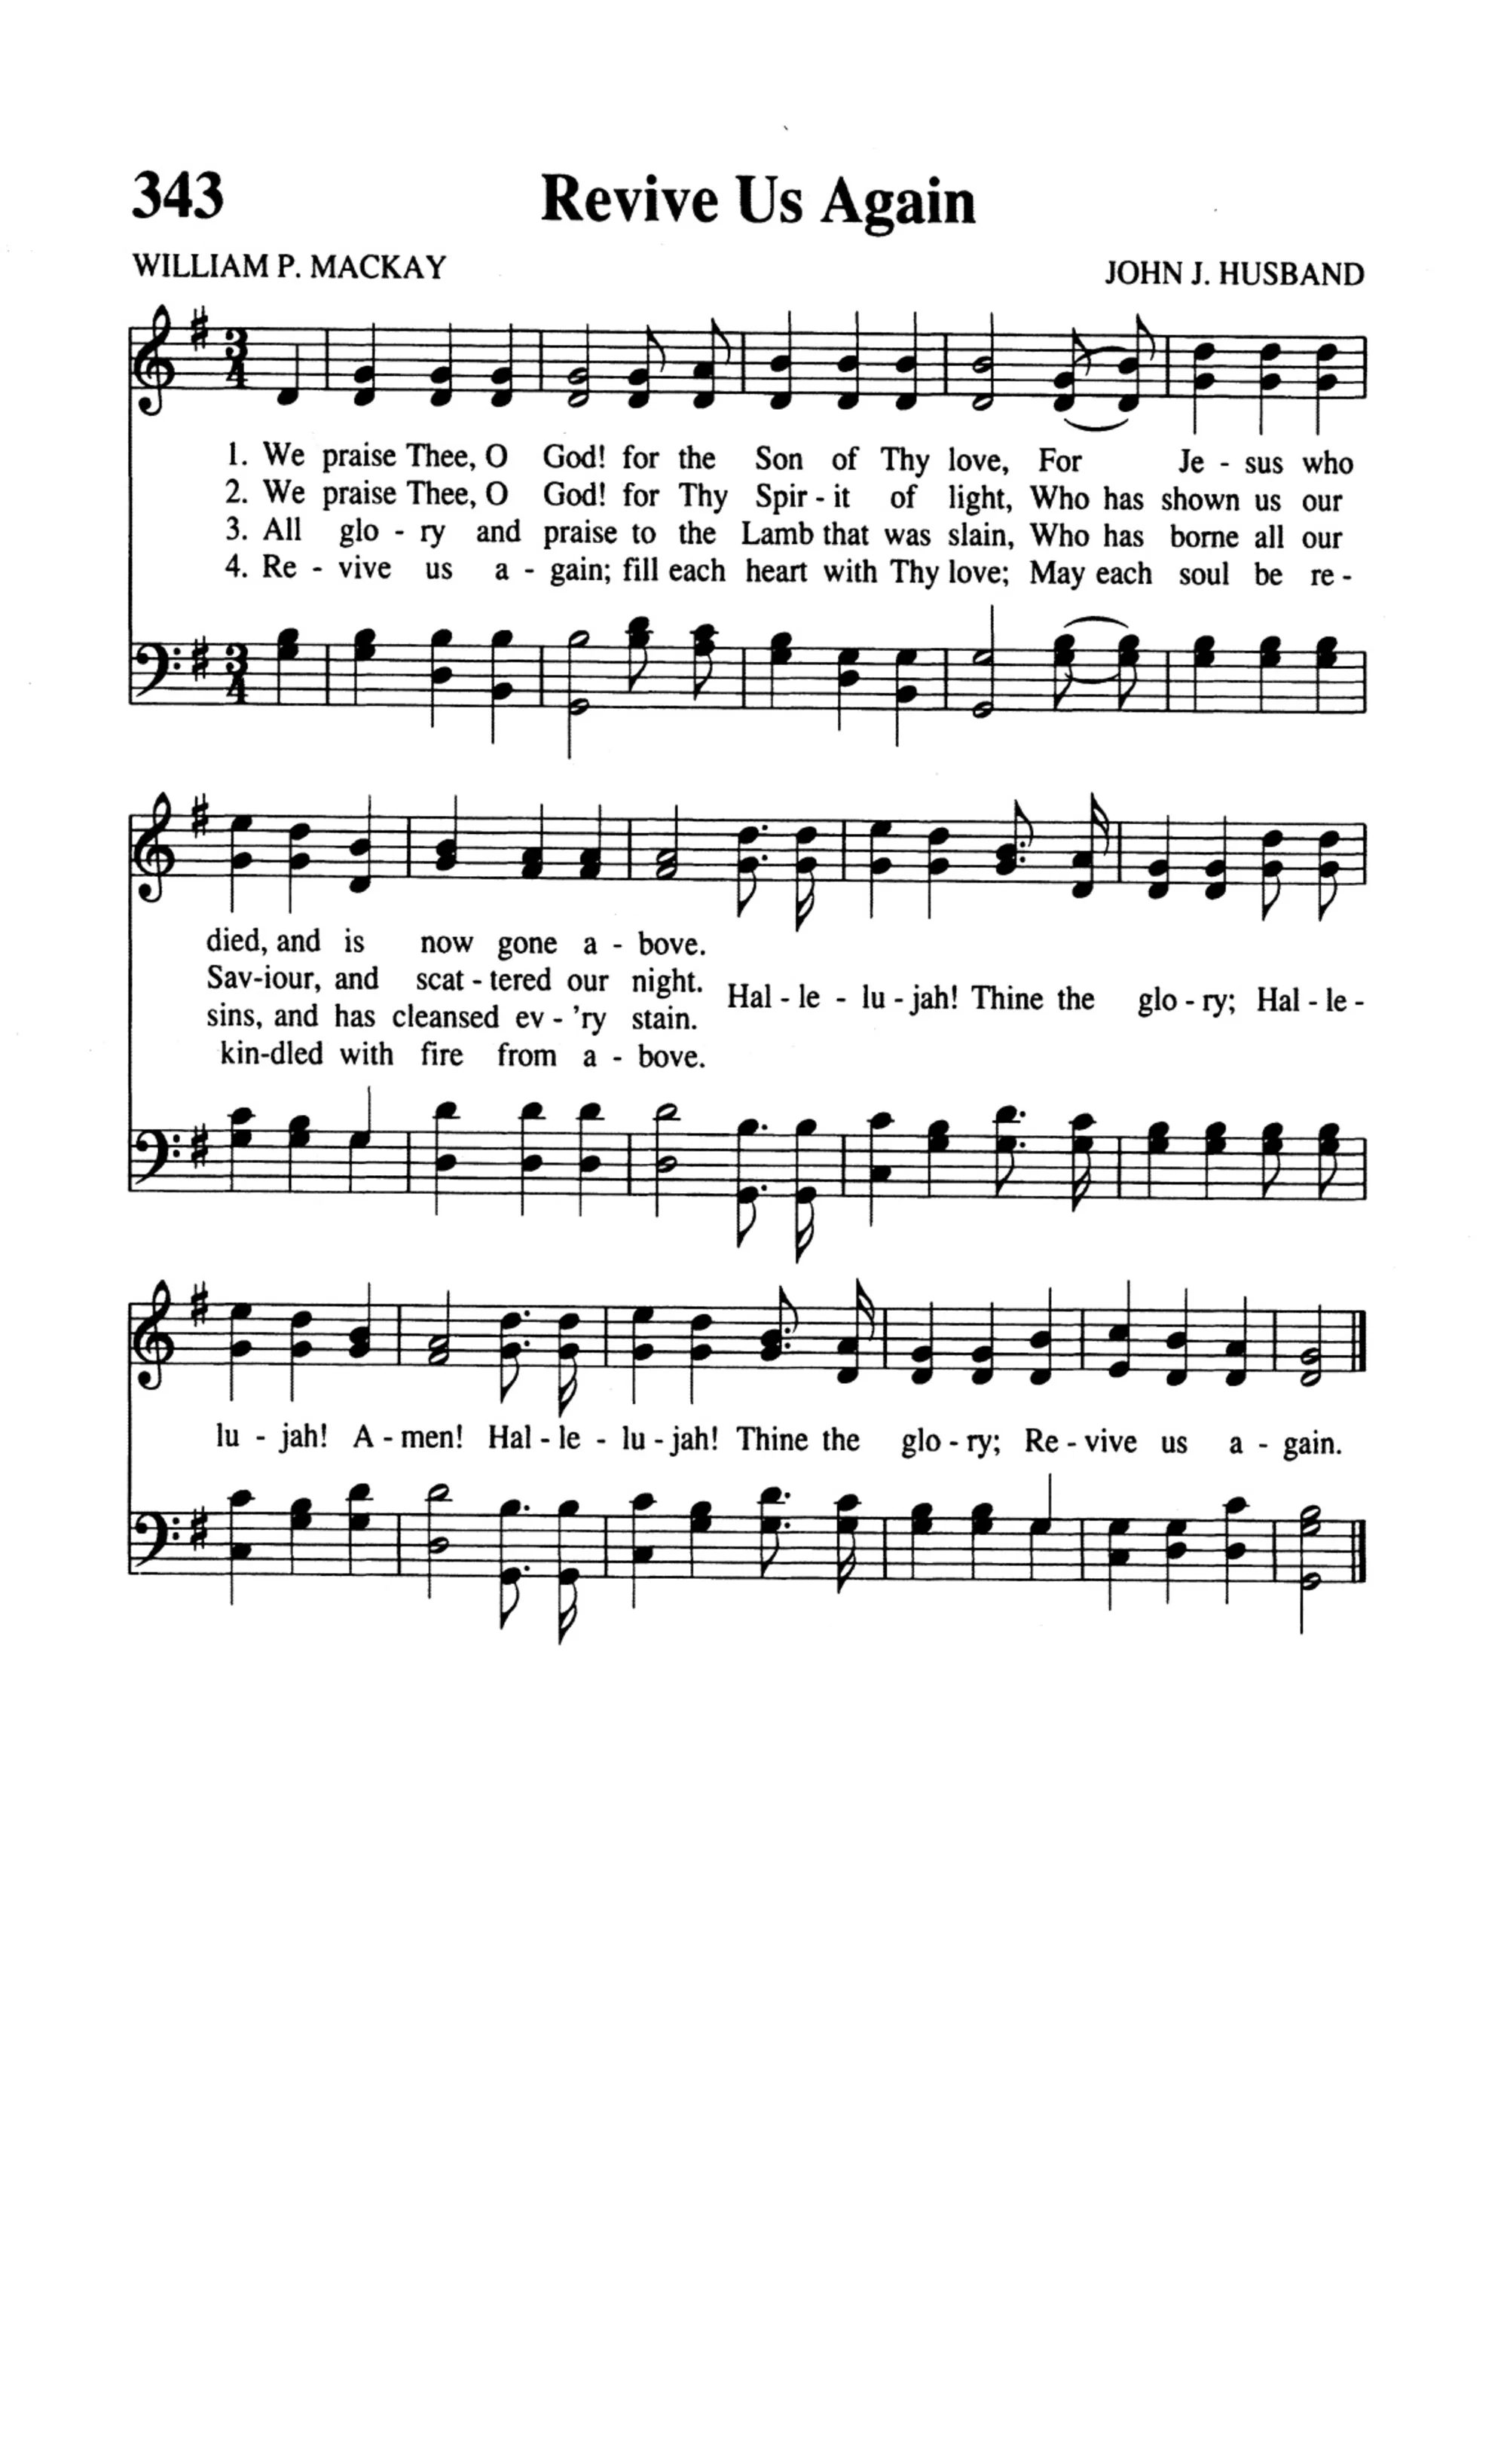 343 Revive Us Again
WILLIAM P. MACKAY JOHN J. HUSBAND
1. We praise Thee, O God! for the Son of Thy love, For Je - sus who
2. We praise Thee, O God! for Thy Spir - it of light, Who has shown us our
3. All glo - ry and praise to the Lamb that was slain, Who has borne all our
4. Re - vive us a - gain; fill each heart with Thy love; May each soul be re -
died, and is now gone a - bove.
Sav-iour, and scat - tered our night.
Hal - le - lu - jah! Thine the glo - ry; Hal - le -
sins, and has cleansed ev - 'ry stain.
kin-dled with fire from a - bove.
lu - jah! A - men! Hal - le - lu - jah! Thine the glo - ry; Re - vive us a - gain.